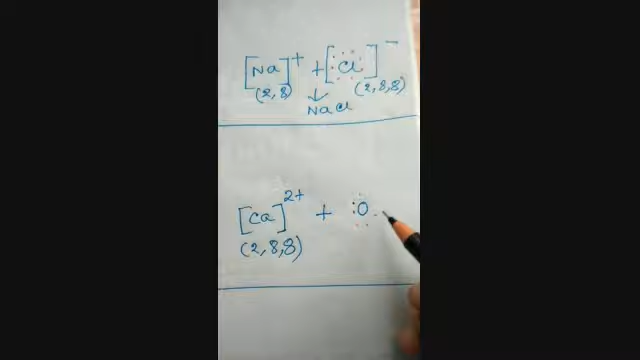 [Na]⁺ + [:Cl:]⁻
(2,8) (2,8,8)
↓
NaCl
[Ca]²⁺ + :O
(2,8,8)